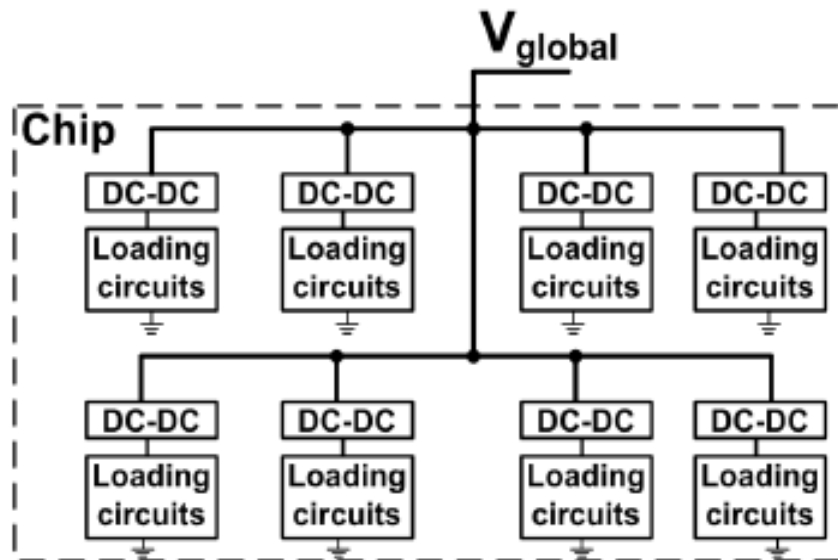 Vglobal
Chip
DC-DC DC-DC DC-DC DC-DC
Loading Loading Loading Loading
circuits circuits circuits circuits
DC-DC DC-DC DC-DC DC-DC
Loading Loading Loading Loading
circuits circuits circuits circuits